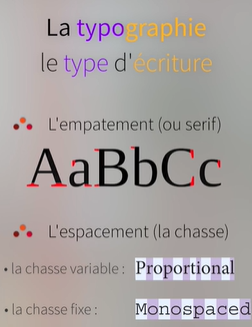 La typographie
le type d'écriture
L'empatement (ou serif)
AaBbCc
L'espacement (la chasse)
• la chasse variable : Proportional
• la chasse fixe : Monospaced